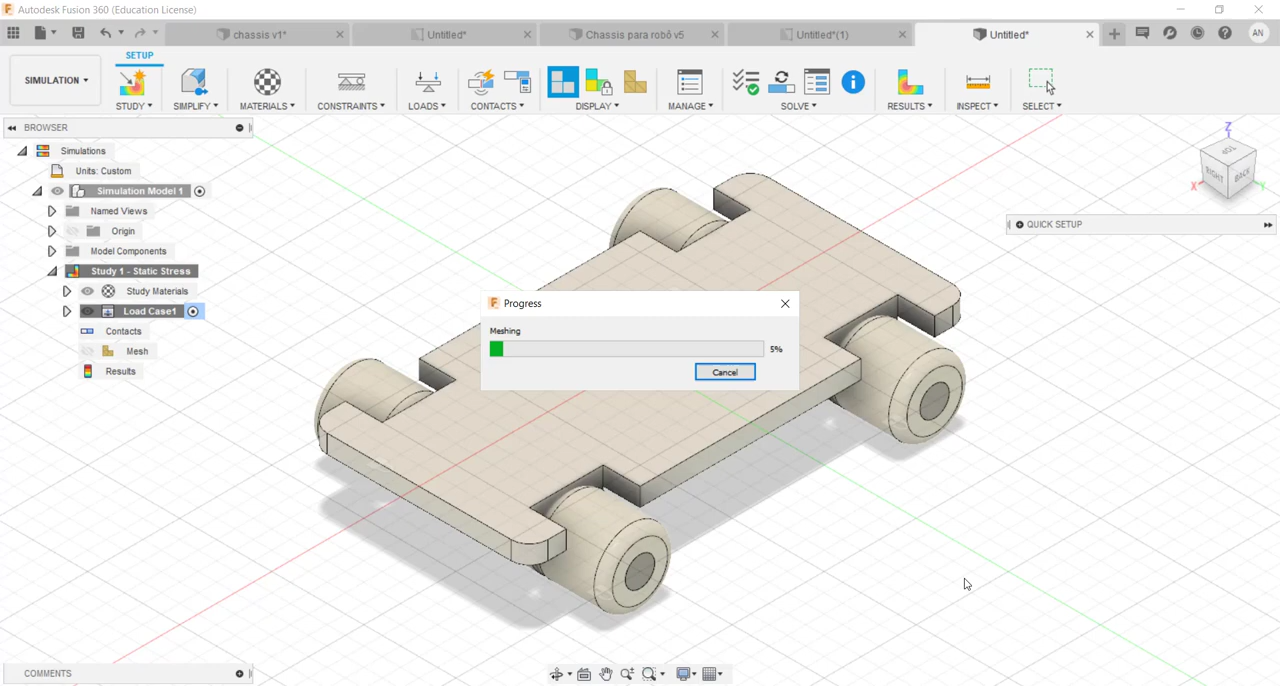 Autodesk Fusion 360 (Education License)
chassis v1*
Untitled*
Chassis para robô v5
Untitled*(1)
Untitled*
AN
SETUP
SIMULATION
STUDY
SIMPLIFY
MATERIALS
CONSTRAINTS
LOADS
CONTACTS
DISPLAY
MANAGE
SOLVE
RESULTS
INSPECT
SELECT
BROWSER
Simulations
Units: Custom
Simulation Model 1
Named Views
Origin
Model Components
Study 1 - Static Stress
Study Materials
Load Case1
Contacts
Mesh
Results
Z
TOP
RIGHT
BACK
X
Y
QUICK SETUP
Progress
Meshing
5%
Cancel
COMMENTS